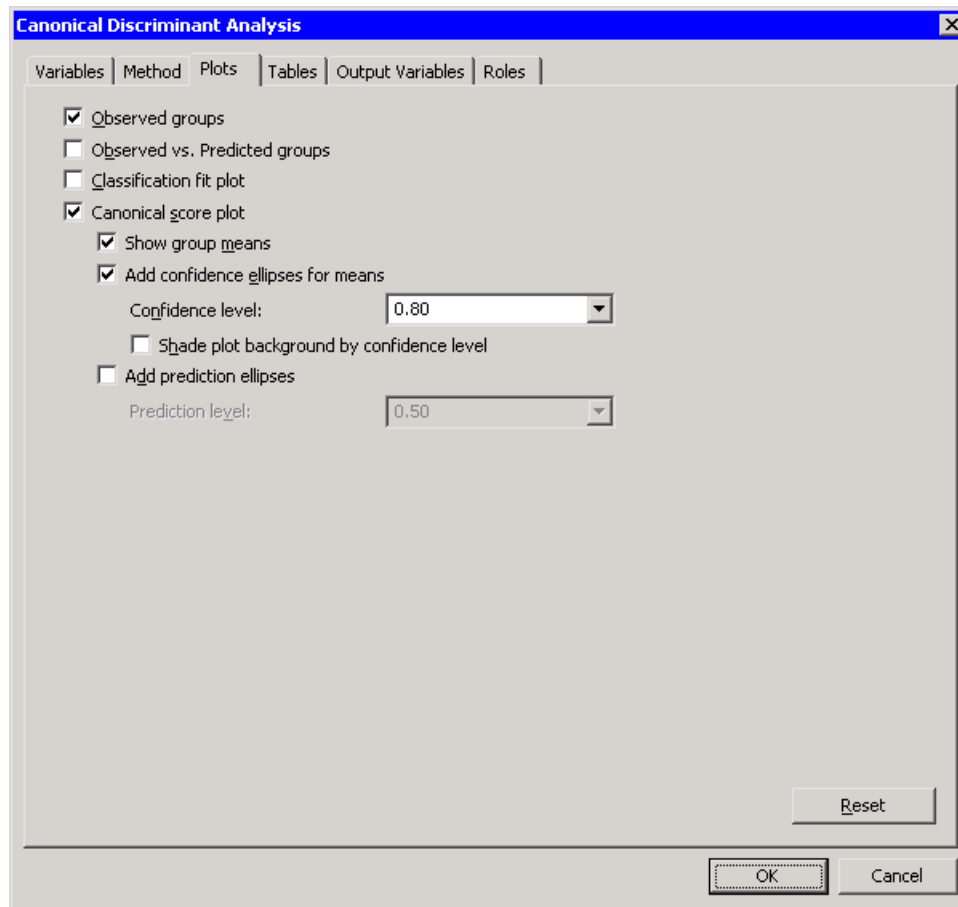 Canonical Discriminant Analysis
Variables Method Plots Tables Output Variables Roles
Observed groups
Observed vs. Predicted groups
Classification fit plot
Canonical score plot
Show group means
Add confidence ellipses for means
Confidence level: 0.80
Shade plot background by confidence level
Add prediction ellipses
Prediction level: 0.50
Reset
OK Cancel